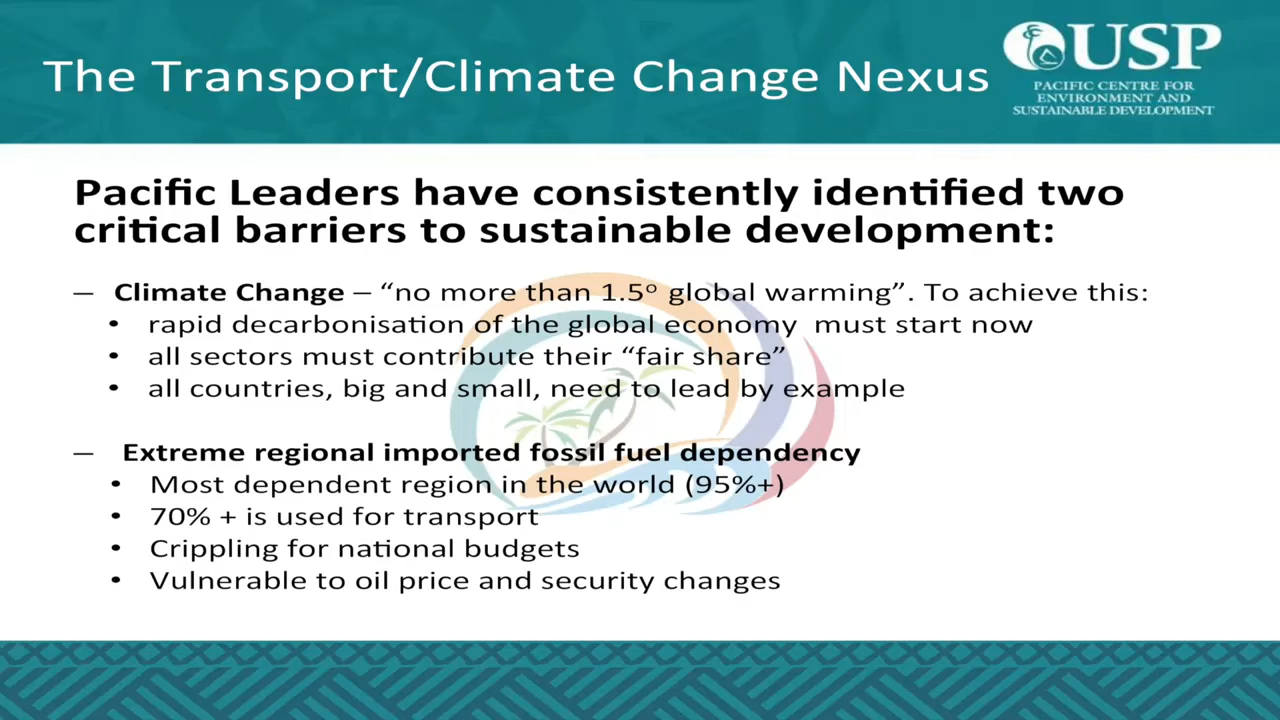 The Transport/Climate Change Nexus
USP
PACIFIC CENTRE FOR
ENVIRONMENT AND
SUSTAINABLE DEVELOPMENT
Pacific Leaders have consistently identified two
critical barriers to sustainable development:
— Climate Change – “no more than 1.5° global warming”. To achieve this:
• rapid decarbonisation of the global economy must start now
• all sectors must contribute their “fair share”
• all countries, big and small, need to lead by example
— Extreme regional imported fossil fuel dependency
• Most dependent region in the world (95%+)
• 70% + is used for transport
• Crippling for national budgets
• Vulnerable to oil price and security changes